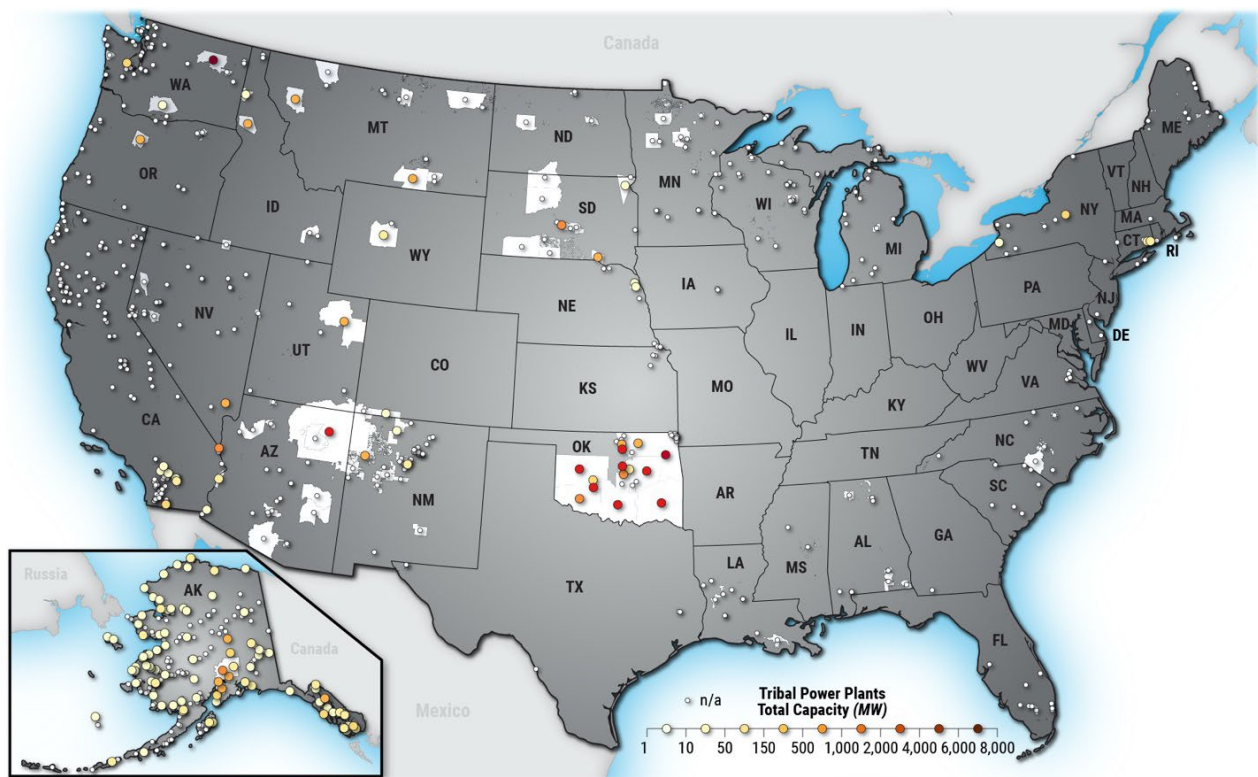 Canada
WA
MT
ND
MN
ME
OR
ID
SD
WI
VT
NH
NY
MA
CT
RI
WY
MI
IA
NE
PA
NJ
NV
UT
CO
IL
IN
OH
MD
DE
WV
KS
MO
VA
KY
CA
AZ
NM
OK
TN
NC
AR
SC
TX
LA
MS
AL
GA
FL
Russia
AK
Canada
Mexico
n/a
Tribal Power Plants
Total Capacity (MW)
1 10 50 150 500 1,000 2,000 4,000 6,000 8,000